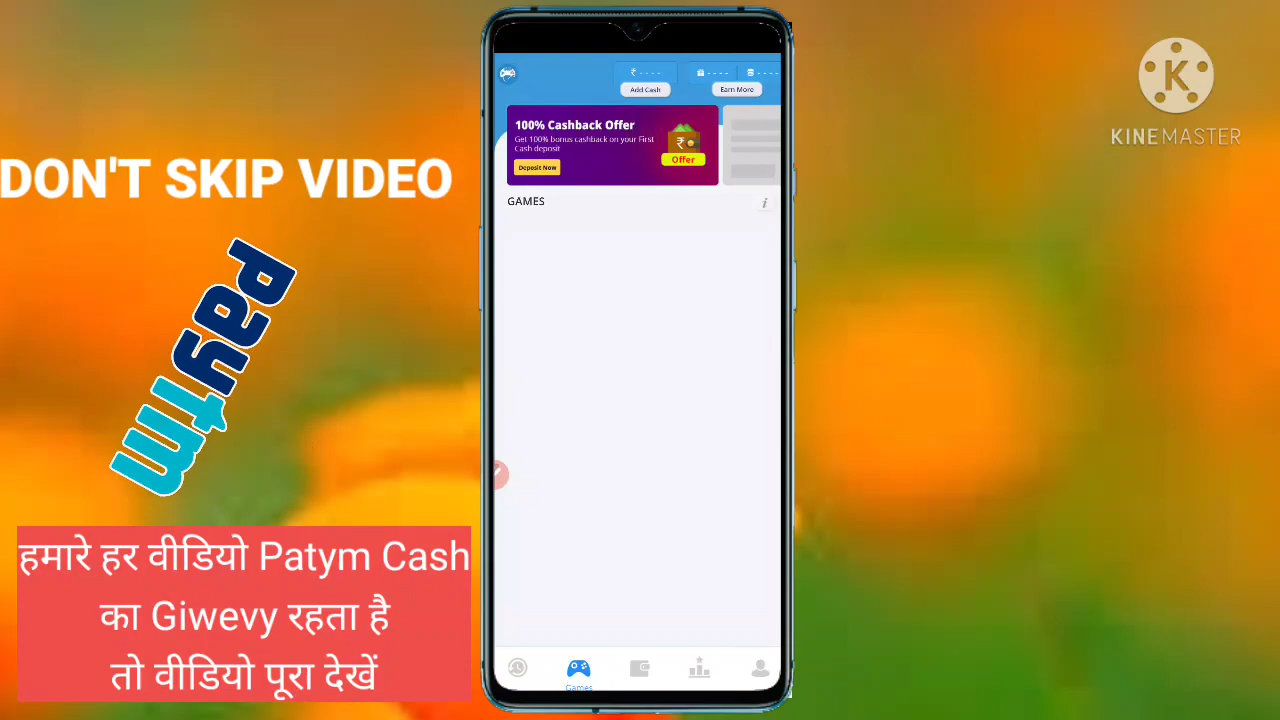 DON'T SKIP VIDEO
paytm
हमारे हर वीडियो Patym Cash
का Giwevy रहता है
तो वीडियो पूरा देखें
₹ - - - -
- - - -
- - - -
Add Cash
Earn More
100% Cashback Offer
Get 100% bonus cashback on your First
Cash deposit
Deposit Now
₹
Offer
GAMES
i
Games
K
KINEMASTER